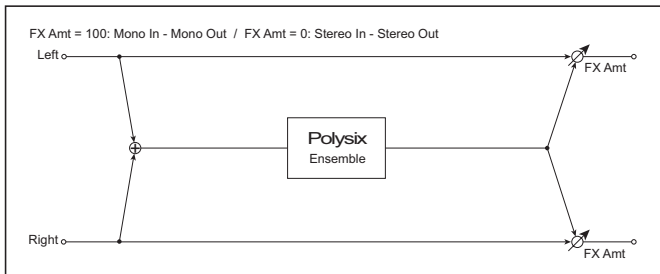 FX Amt = 100: Mono In - Mono Out / FX Amt = 0: Stereo In - Stereo Out
Left
FX Amt
Polysix
Ensemble
Right
FX Amt